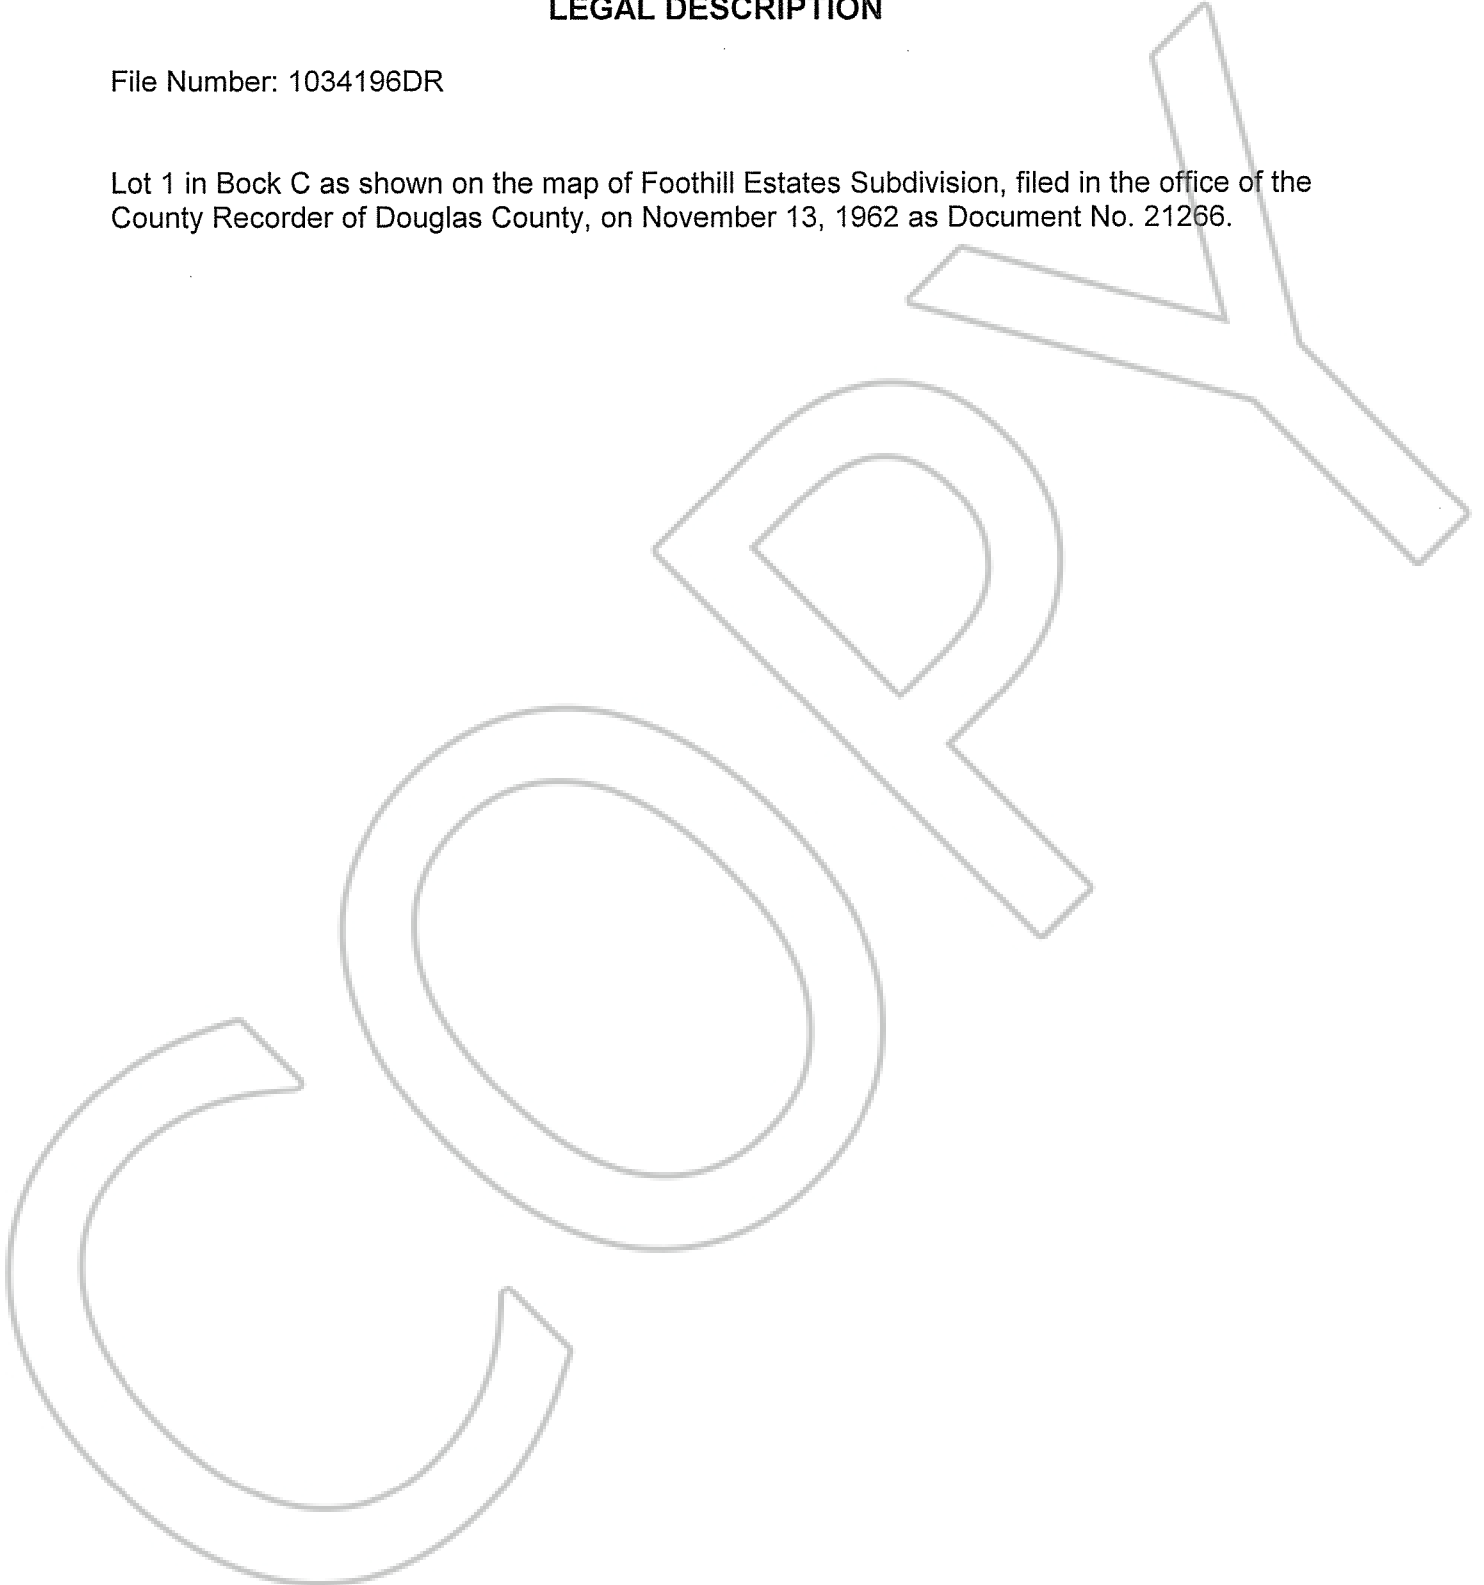 LEGAL DESCRIPTION
File Number: 1034196DR
Lot 1 in Bock C as shown on the map of Foothill Estates Subdivision, filed in the office of the
County Recorder of Douglas County, on November 13, 1962 as Document No. 21266.
COPY